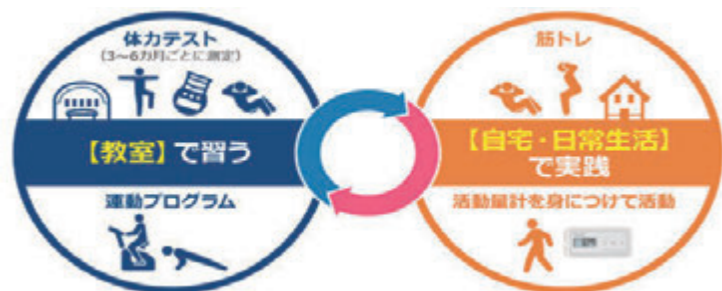 体力テスト
(3~6カ月ごとに測定)
【教室】で習う
運動プログラム
筋トレ
【自宅・日常生活】
で実践
活動量計を身につけて活動